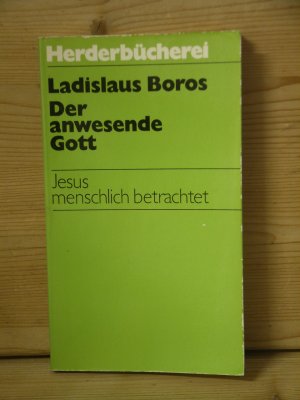 Herderbücherei
Ladislaus Boros
Der
anwesende
Gott
Jesus
menschlich betrachtet